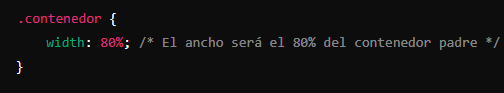 .contenedor {
width: 80%; /* El ancho será el 80% del contenedor padre */
}